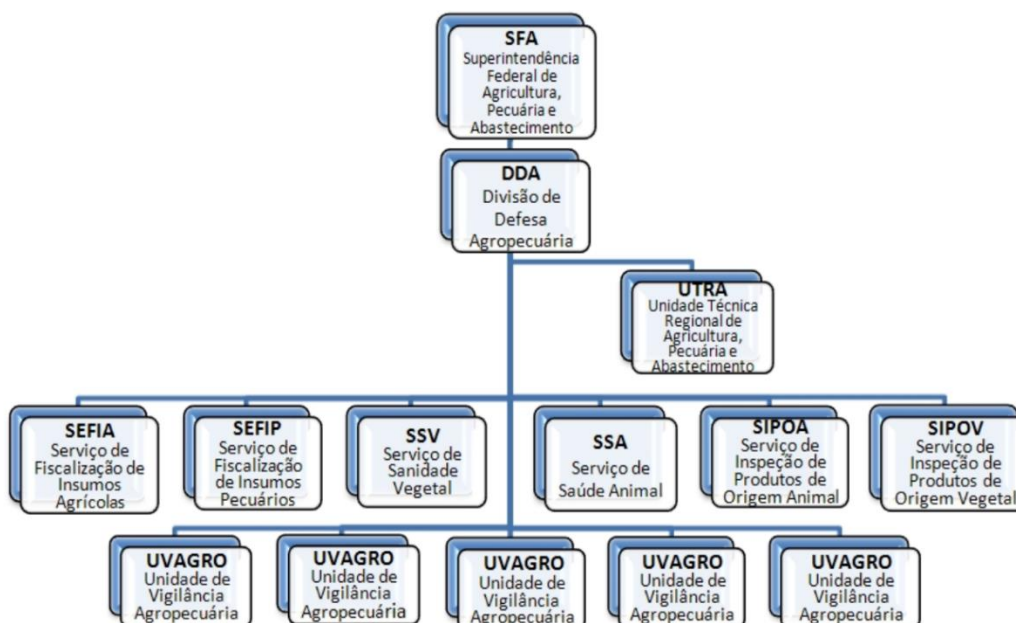 SFA
Superintendência
Federal de
Agricultura,
Pecuária e
Abastecimento
DDA
Divisão de
Defesa
Agropecuária
UTRA
Unidade Técnica
Regional de
Agricultura,
Pecuária e
Abastecimento
SEFIA
Serviço de
Fiscalização de
Insumos
Agrícolas
SEFIP
Serviço de
Fiscalização
de Insumos
Pecuários
SSV
Serviço de
Sanidade
Vegetal
SSA
Serviço de
Saúde Animal
SIPOA
Serviço de
Inspeção de
Produtos de
Origem Animal
SIPOV
Serviço de
Inspeção de
Produtos de
Origem Vegetal
UVAGRO
Unidade de
Vigilância
Agropecuária
UVAGRO
Unidade de
Vigilância
Agropecuária
UVAGRO
Unidade de
Vigilância
Agropecuária
UVAGRO
Unidade de
Vigilância
Agropecuária
UVAGRO
Unidade de
Vigilância
Agropecuária